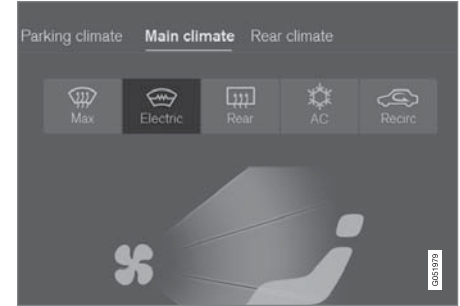 Parking climate Main climate Rear climate
Max Electric Rear AC Recirc
G051979